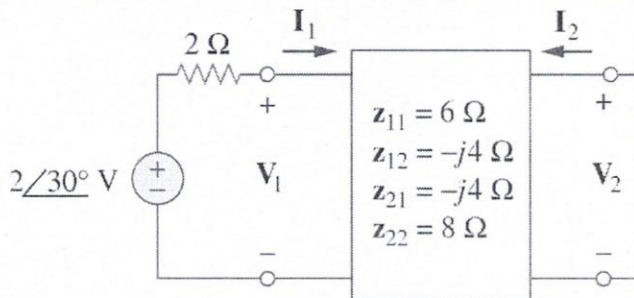 I₁ I₂
2 Ω
+ +
z₁₁ = 6 Ω
z₁₂ = −j4 Ω
2∠30° V + − V₁ V₂
z₂₁ = −j4 Ω
z₂₂ = 8 Ω
− −